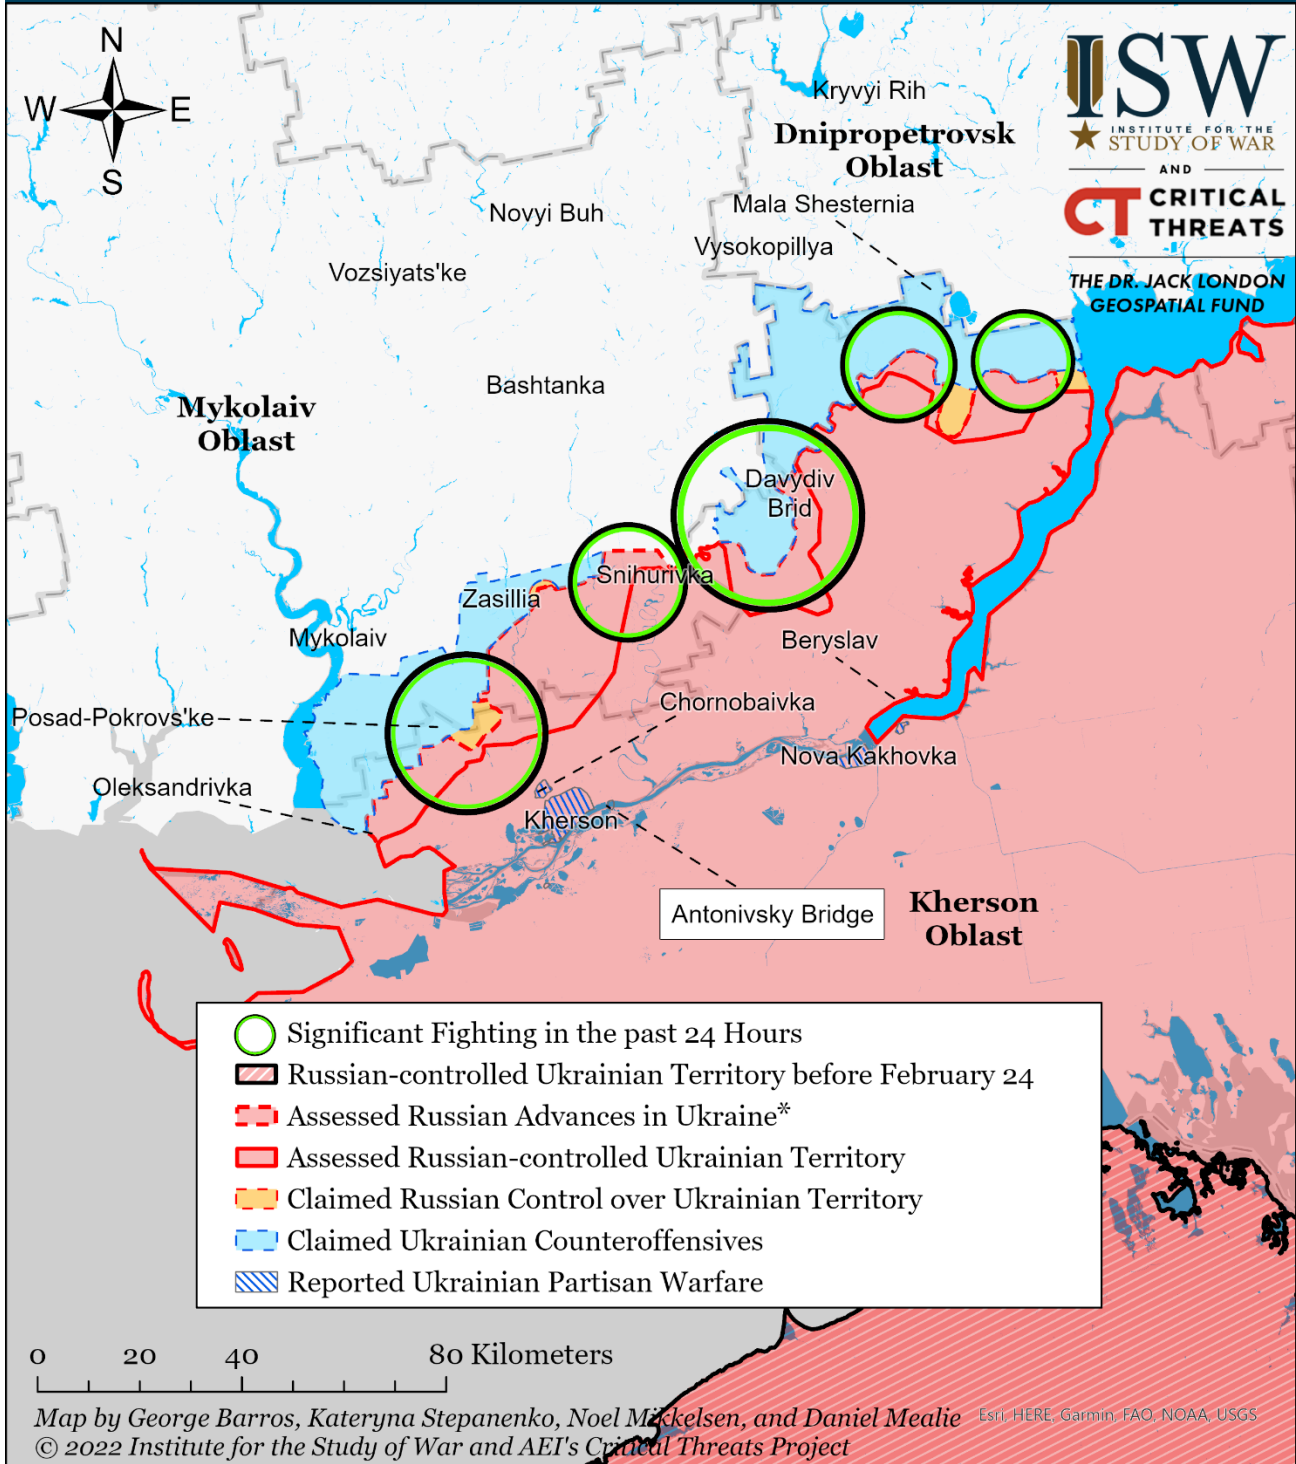 N
W
E
S
ISW
INSTITUTE FOR THE
STUDY OF WAR
AND
CT CRITICAL
THREATS
THE DR. JACK LONDON
GEOSPATIAL FUND
Kryvyi Rih
Dnipropetrovsk
Oblast
Mala Shesternia
Novyi Buh
Vysokopillya
Vozsiyats'ke
Bashtanka
Mykolaiv
Oblast
Davydiv
Brid
Snihurivka
Zasillia
Mykolaiv
Beryslav
Chornobaivka
Posad-Pokrovs'ke
Nova Kakhovka
Oleksandrivka
Kherson
Antonivsky Bridge
Kherson
Oblast
Significant Fighting in the past 24 Hours
Russian-controlled Ukrainian Territory before February 24
Assessed Russian Advances in Ukraine*
Assessed Russian-controlled Ukrainian Territory
Claimed Russian Control over Ukrainian Territory
Claimed Ukrainian Counteroffensives
Reported Ukrainian Partisan Warfare
0 20 40 80 Kilometers
Map by George Barros, Kateryna Stepanenko, Noel Mikkelsen, and Daniel Mealie
Esri, HERE, Garmin, FAO, NOAA, USGS
© 2022 Institute for the Study of War and AEI's Critical Threats Project